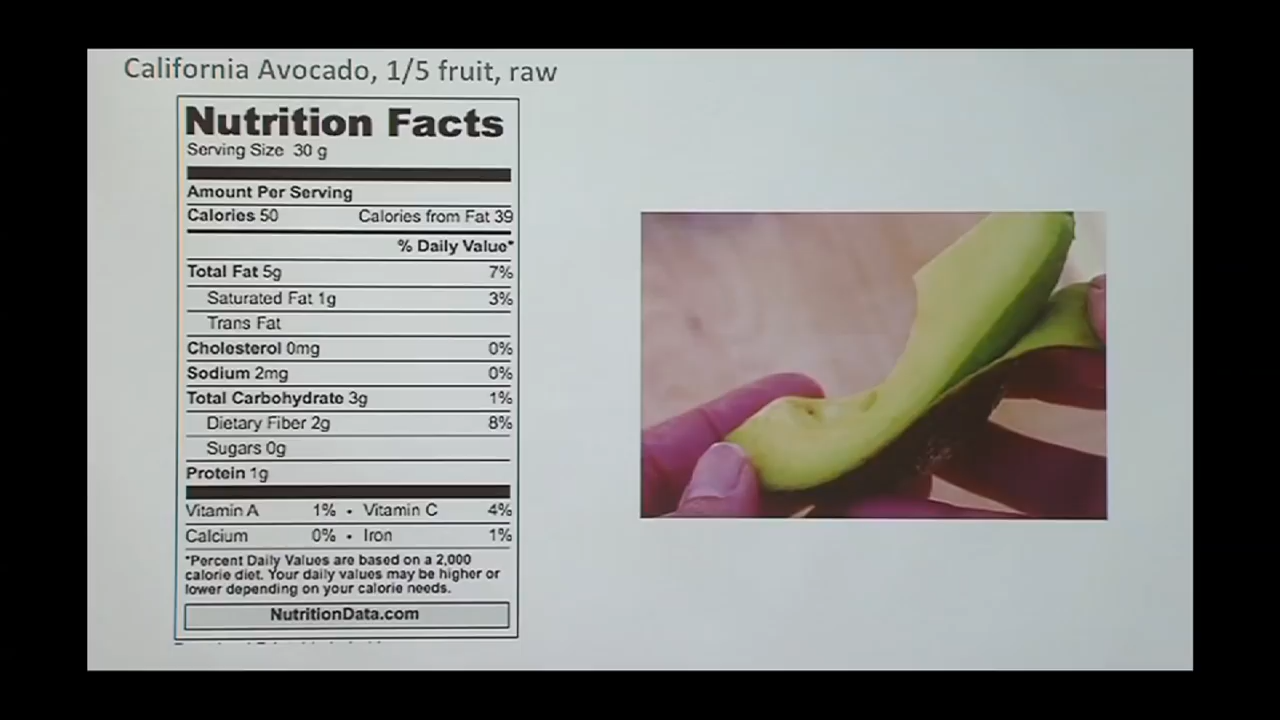 California Avocado, 1/5 fruit, raw
Nutrition Facts
Serving Size 30 g
Amount Per Serving
Calories 50 Calories from Fat 39
% Daily Value*
Total Fat 5g 7%
Saturated Fat 1g 3%
Trans Fat
Cholesterol 0mg 0%
Sodium 2mg 0%
Total Carbohydrate 3g 1%
Dietary Fiber 2g 8%
Sugars 0g
Protein 1g
Vitamin A 1% • Vitamin C 4%
Calcium 0% • Iron 1%
*Percent Daily Values are based on a 2,000
calorie diet. Your daily values may be higher or
lower depending on your calorie needs.
NutritionData.com